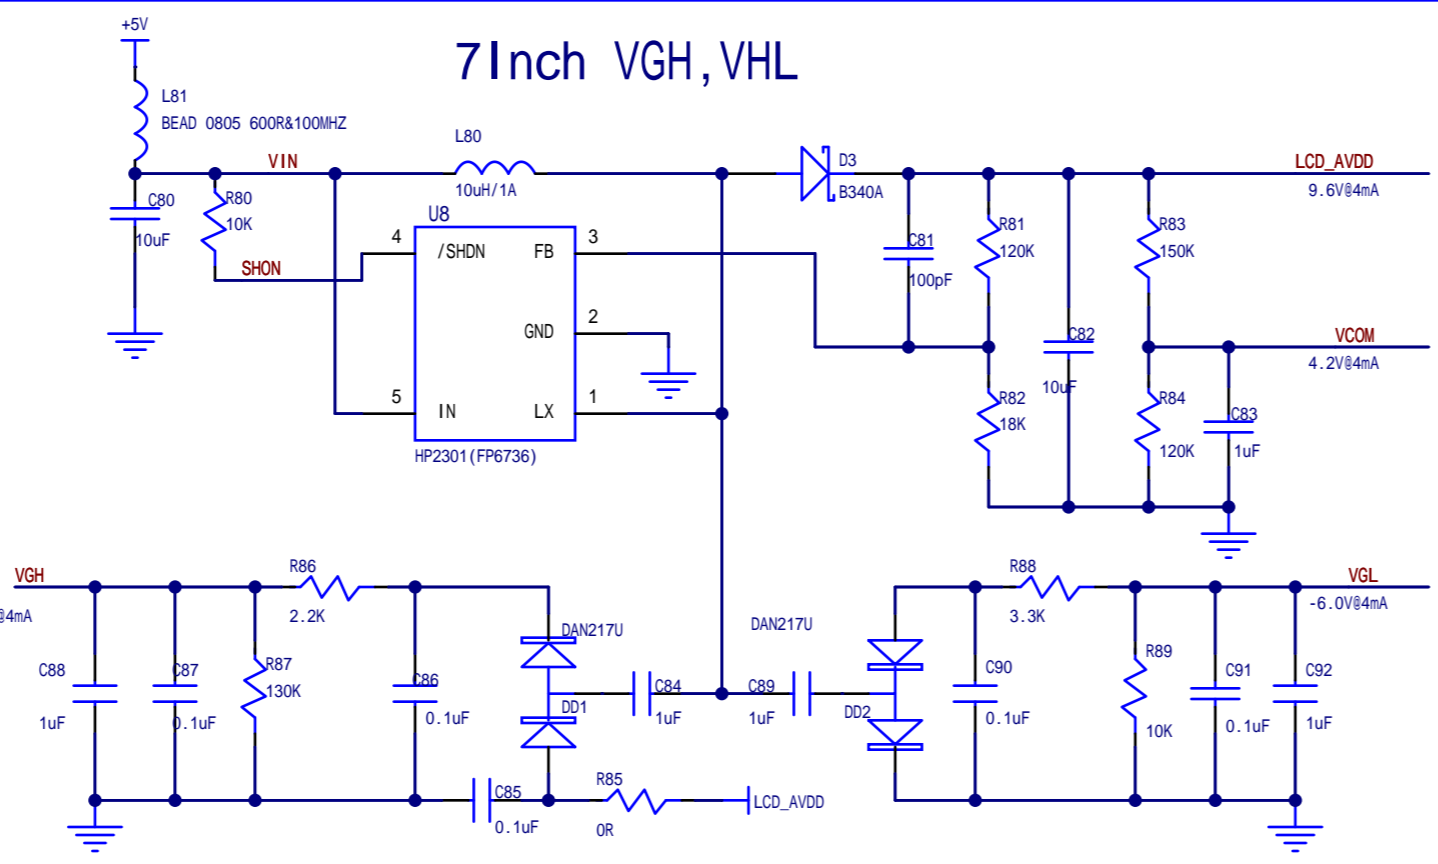 +5V
7Inch VGH,VHL
L81
BEAD 0805 600R&100MHZ
L80
VIN
D3
LCD_AVDD
10uH/1A
B340A
9.6V@4mA
C80
R80
U8
10uF
10K
4
/SHDN
FB
3
C81
R81
R83
SHON
100pF
120K
150K
GND
2
C82
VCOM
10uF
4.2V@4mA
5
IN
LX
1
R82
R84
C83
18K
120K
1uF
HP2301(FP6736)
VGH
R86
R88
VGL
@4mA
2.2K
DAN217U
DAN217U
3.3K
-6.0V@4mA
C88
C87
R87
C86
C84
C89
C90
R89
C91
C92
1uF
0.1uF
130K
0.1uF
DD1
1uF
1uF
DD2
0.1uF
10K
0.1uF
1uF
C85
R85
LCD_AVDD
0.1uF
0R